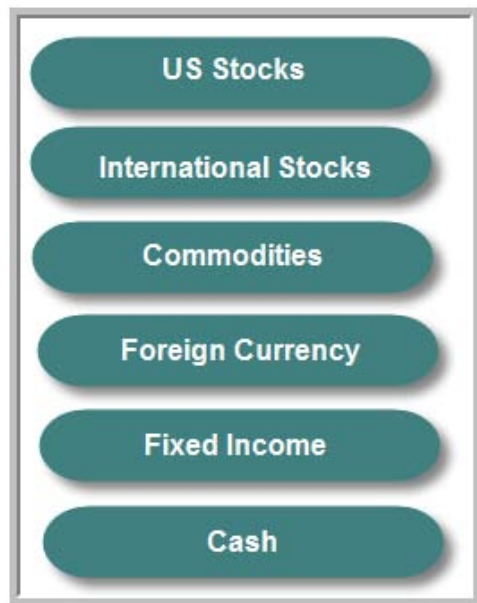 US Stocks
International Stocks
Commodities
Foreign Currency
Fixed Income
Cash